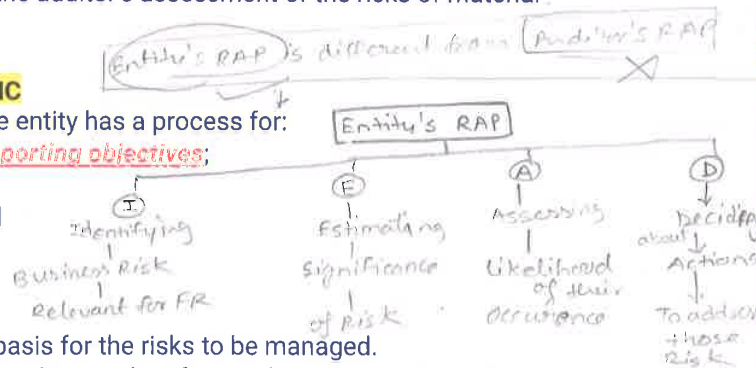 the auditor's assessment of the risks of material
Entity's RAP is different from Auditor's RAP
IC
e entity has a process for:
Entity's RAP
porting objectives;
I E A D
Identifying Estimating Assessing Deciding
about
Business Risk Significance Likelihood Actions
of their
Relevant for FR of Risk Occurence To address
those
Risk
basis for the risks to be managed.